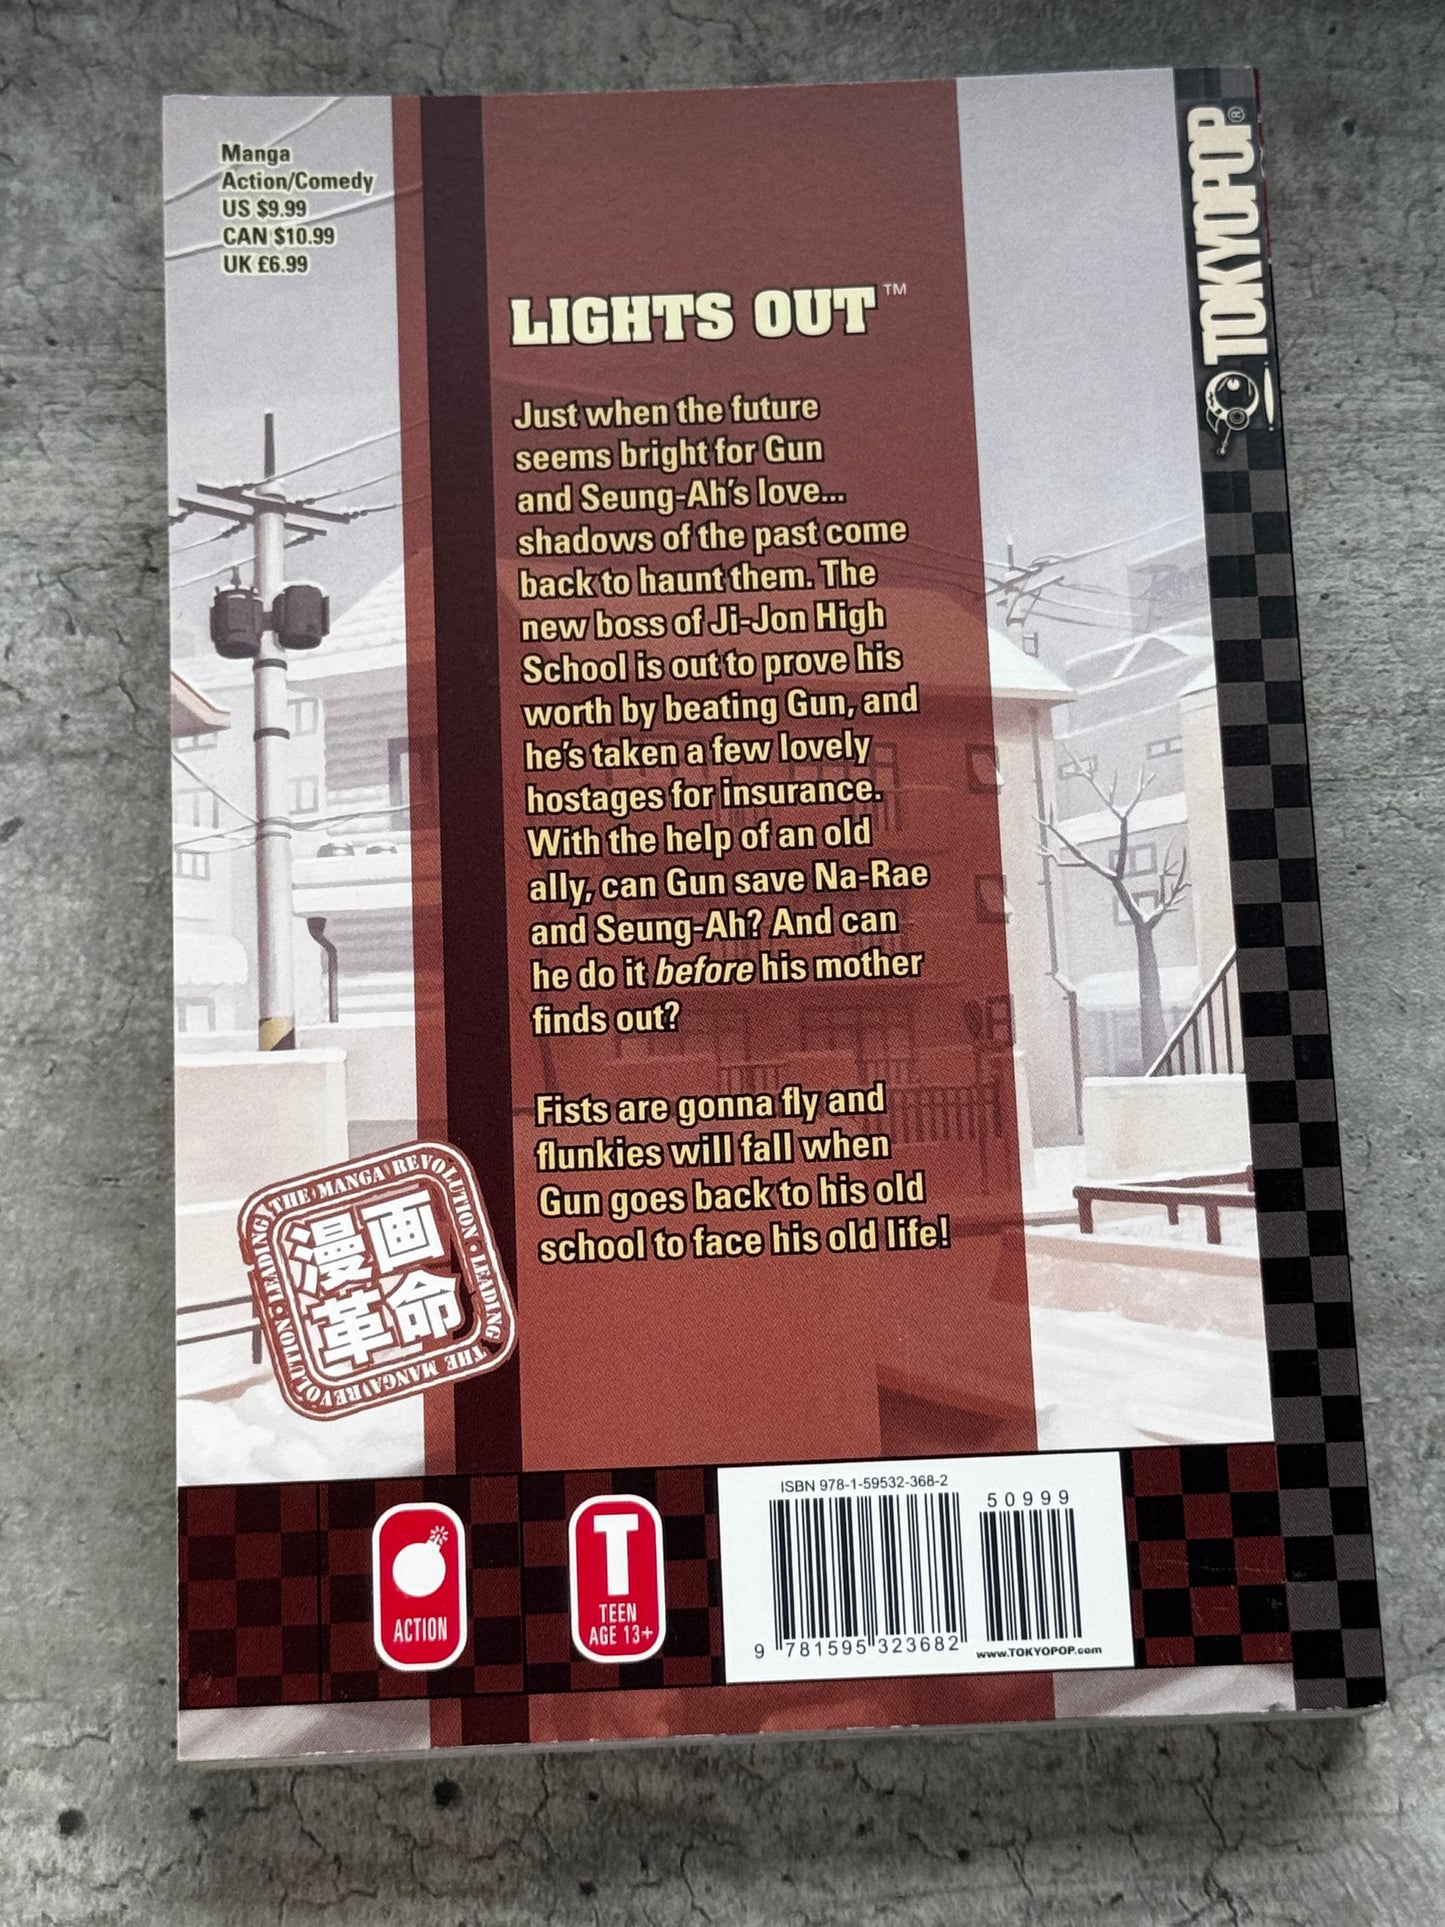 Manga
Action/Comedy
US $9.99
CAN $10.99
UK £6.99
TOKYOPOP®
LIGHTS OUT™
Just when the future
seems bright for Gun
and Seung-Ah's love...
shadows of the past come
back to haunt them. The
new boss of Ji-Jon High
School is out to prove his
worth by beating Gun, and
he's taken a few lovely
hostages for insurance.
With the help of an old
ally, can Gun save Na-Rae
and Seung-Ah? And can
he do it before his mother
finds out?
Fists are gonna fly and
flunkies will fall when
Gun goes back to his old
school to face his old life!
LEADING THE MANGA REVOLUTION • LEADING THE MANGA REVOLUTION •
漫画
革命
ACTION
T
TEEN
AGE 13+
ISBN 978-1-59532-368-2
50999
9 781595 323682
www.TOKYOPOP.com